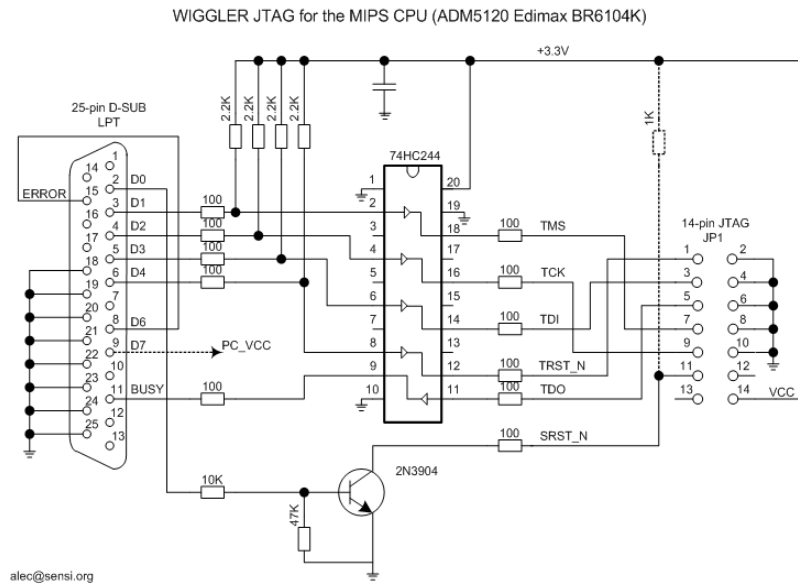 WIGGLER JTAG for the MIPS CPU (ADM5120 Edimax BR6104K)
+3.3V
25-pin D-SUB
LPT
2.2K
2.2K
2.2K
2.2K
1K
74HC244
14-pin JTAG
JP1
1
14
2
D0
ERROR
15
3
D1
16
4
D2
17
5
D3
18
6
D4
19
7
20
8
D6
21
9
D7
22
PC_VCC
10
23
11
BUSY
24
12
25
13
100
100
100
100
100
1
2
3
4
5
6
7
8
9
10
20
19
18
17
16
15
14
13
12
11
100
TMS
100
TCK
100
TDI
100
TRST_N
100
TDO
100
SRST_N
1
2
3
4
5
6
7
8
9
10
11
12
13
14
VCC
2N3904
10K
47K
alec@sensi.org